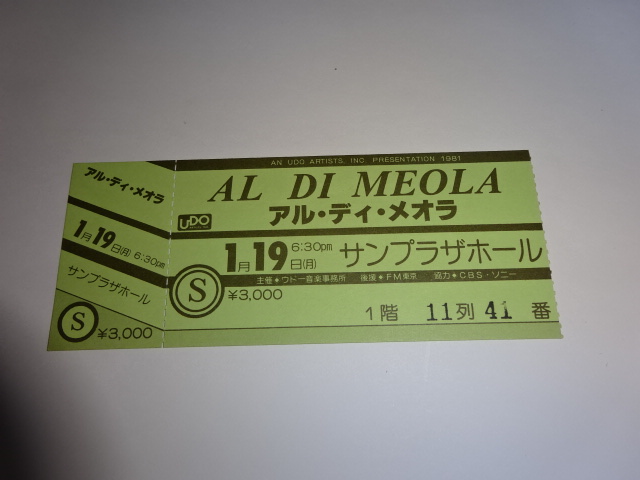 アル・ディ・メオラ
1月19日(月) 6:30pm
サンプラザホール
S ¥3,000
AN UDO ARTISTS, INC. PRESENTATION 1981
AL DI MEOLA
UDO アル・ディ・メオラ
1月19日(月) 6:30pm サンプラザホール
主催●ウドー音楽事務所 後援●FM東京 協力●CBS・ソニー
S ¥3,000
1階 11列 41番